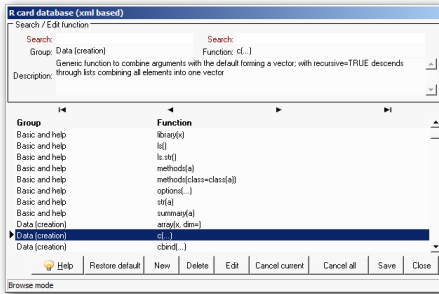 R card database (xml based)
Search / Edit function
Search: Search:
Group: Data (creation) Function: c(...)
Description: Generic function to combine arguments with the default forming a vector; with recursive=TRUE descends
through lists combining all elements into one vector
Group Function
Basic and help library(x)
Basic and help ls()
Basic and help ls.str()
Basic and help methods(a)
Basic and help methods(class=class(a))
Basic and help options(...)
Basic and help str(a)
Basic and help summary(a)
Data (creation) array(x, dim=)
Data (creation) c(...)
Data (creation) cbind(...)
Help Restore default New Delete Edit Cancel current Cancel all Save Close
Browse mode